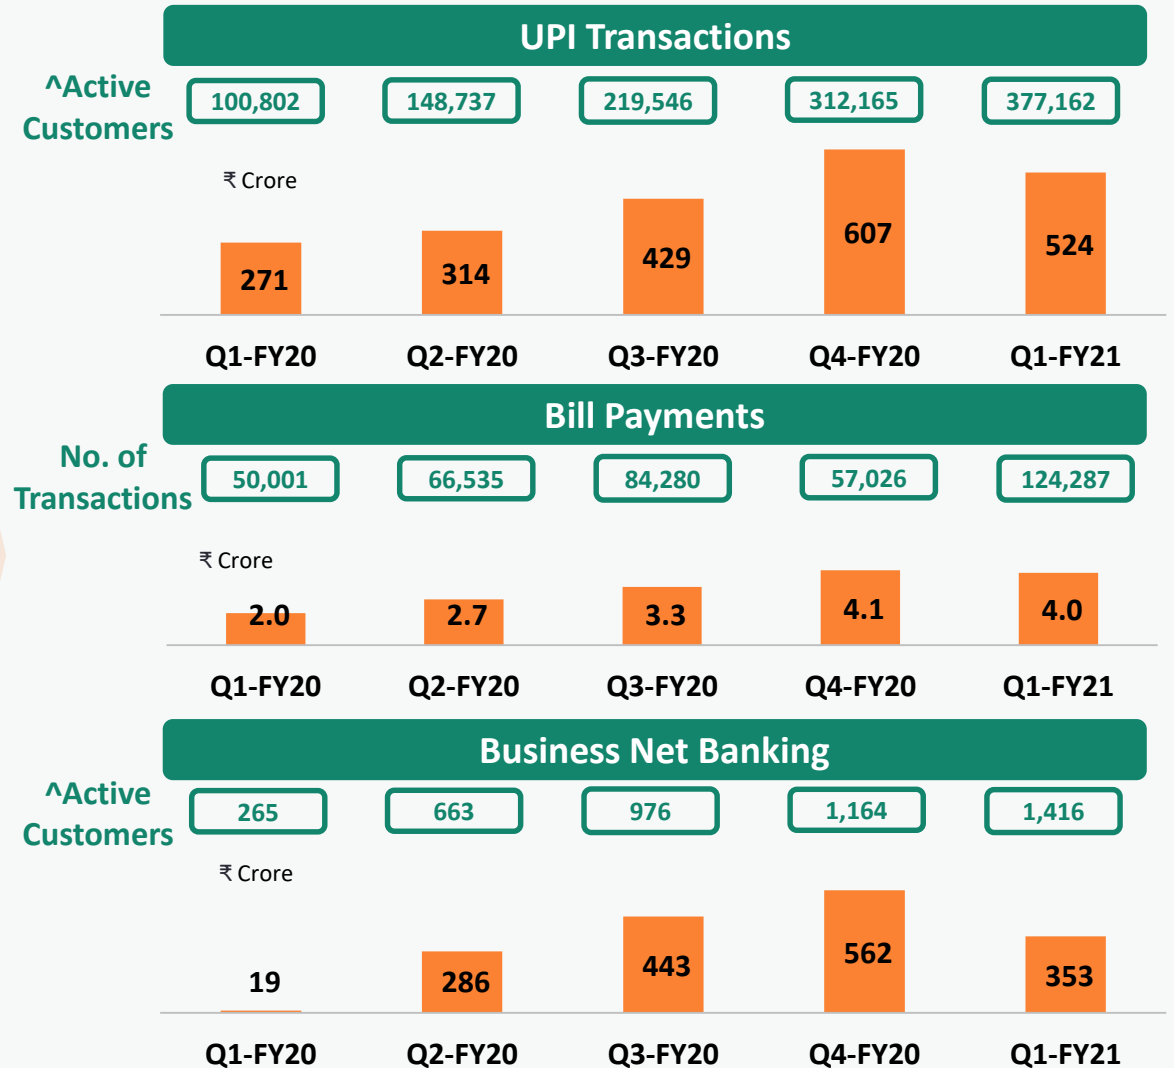 UPI Transactions
^Active
Customers
100,802 148,737 219,546 312,165 377,162
₹ Crore
271 314 429 607 524
Q1-FY20 Q2-FY20 Q3-FY20 Q4-FY20 Q1-FY21
Bill Payments
No. of
Transactions
50,001 66,535 84,280 57,026 124,287
₹ Crore
2.0 2.7 3.3 4.1 4.0
Q1-FY20 Q2-FY20 Q3-FY20 Q4-FY20 Q1-FY21
Business Net Banking
^Active
Customers
265 663 976 1,164 1,416
₹ Crore
19 286 443 562 353
Q1-FY20 Q2-FY20 Q3-FY20 Q4-FY20 Q1-FY21